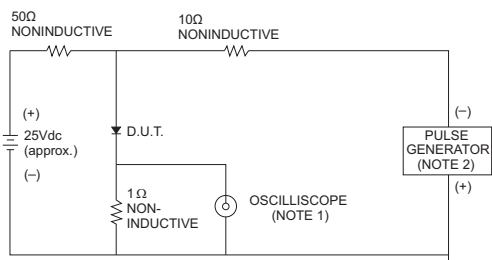 50Ω
NONINDUCTIVE
10Ω
NONINDUCTIVE
(+)
25Vdc
(approx.)
(–)
D.U.T.
1Ω
NON-
INDUCTIVE
OSCILLISCOPE
(NOTE 1)
(–)
PULSE
GENERATOR
(NOTE 2)
(+)